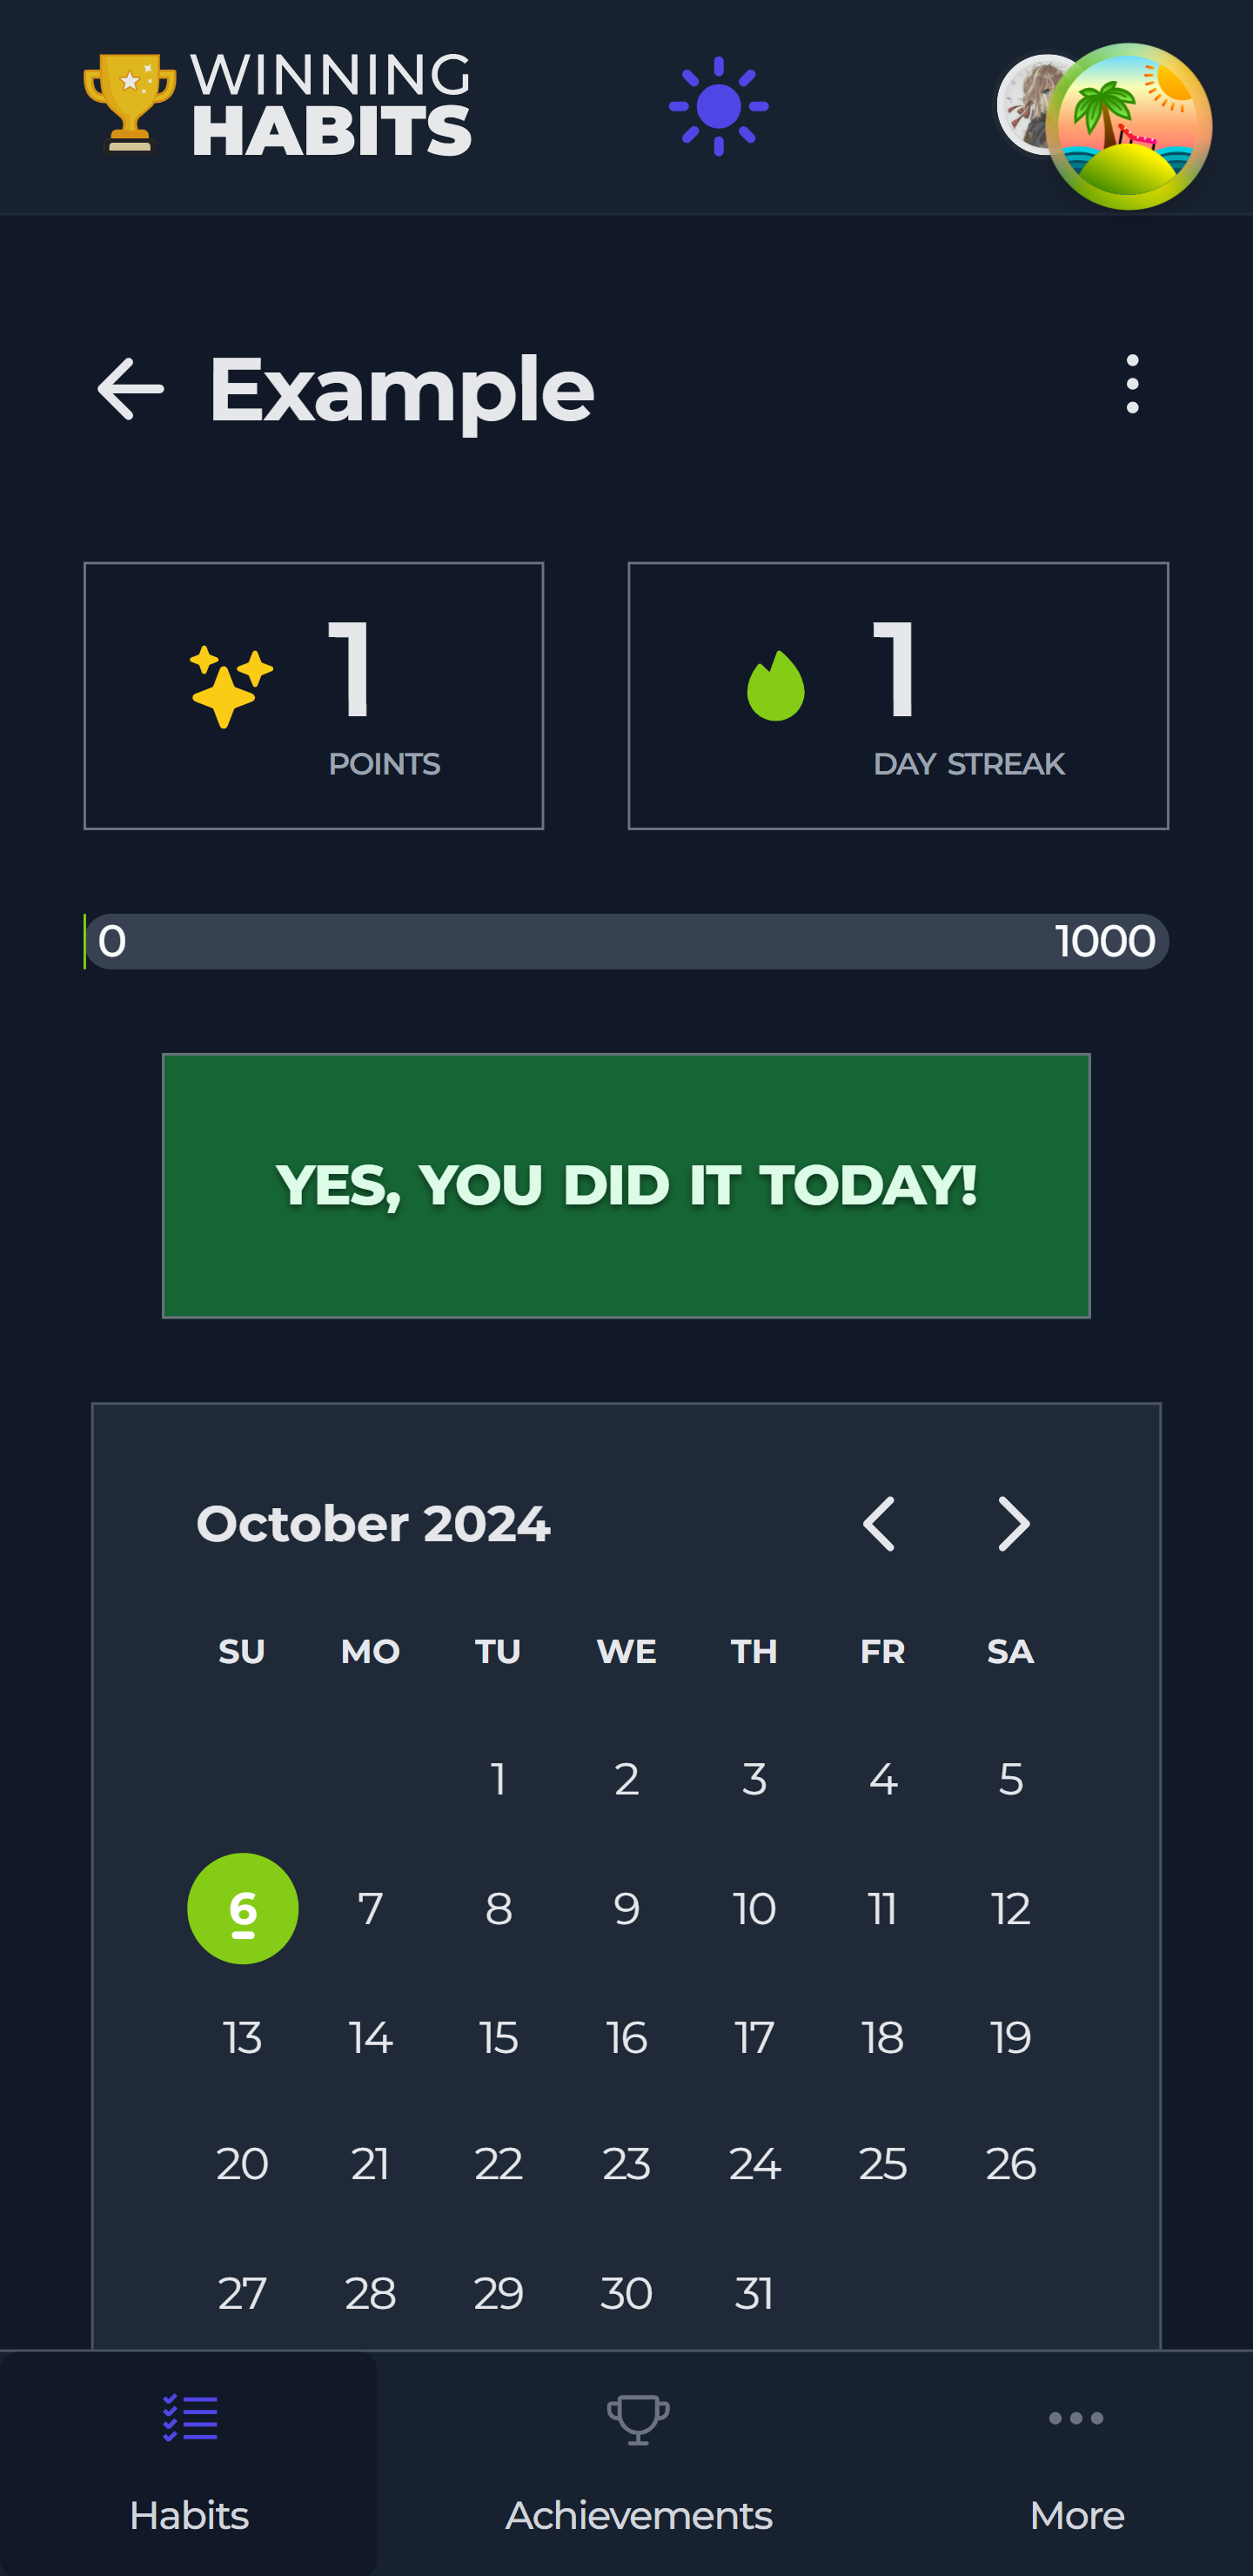 WINNING
HABITS
Example
1
POINTS
1
DAY STREAK
0 1000
YES, YOU DID IT TODAY!
October 2024
SU MO TU WE TH FR SA
1 2 3 4 5
6 7 8 9 10 11 12
13 14 15 16 17 18 19
20 21 22 23 24 25 26
27 28 29 30 31
Habits Achievements More